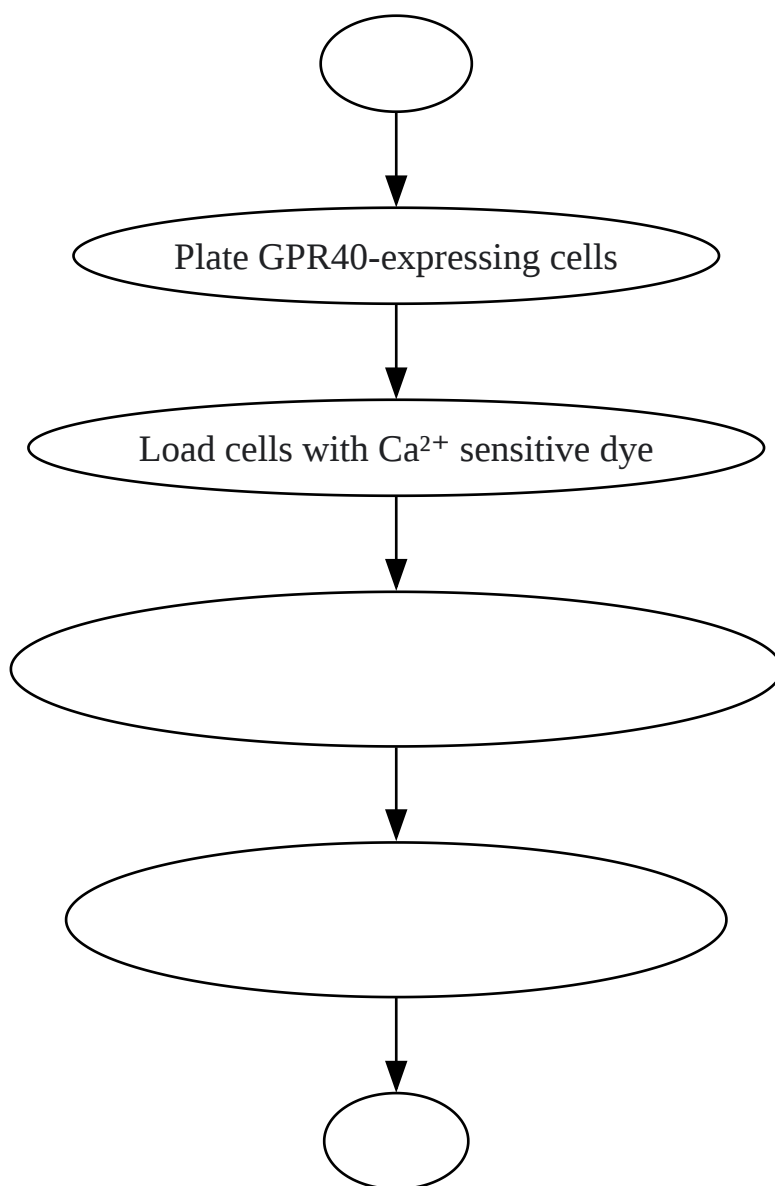 Plate GPR40-expressing cells
Load cells with Ca²⁺ sensitive dye